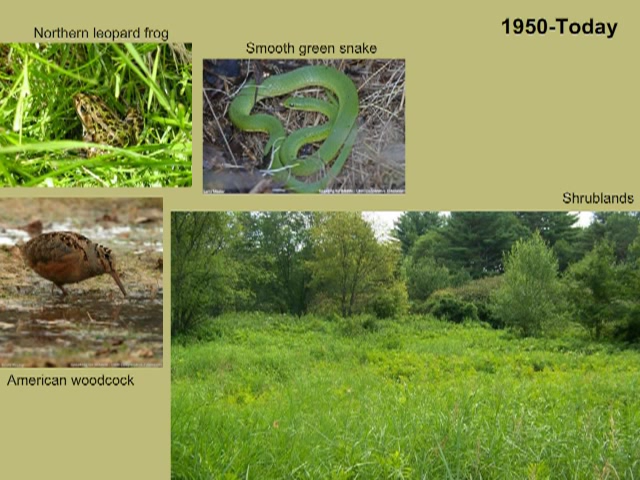 1950-Today
Northern leopard frog
Smooth green snake
Shrublands
American woodcock